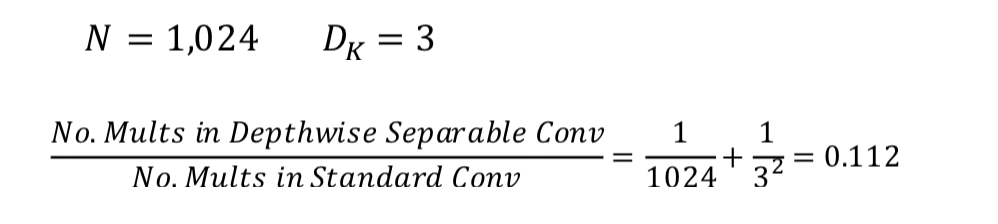 N = 1,024 D_K = 3
No. Mults in Depthwise Separable Conv / No. Mults in Standard Conv = 1/1024 + 1/3² = 0.112